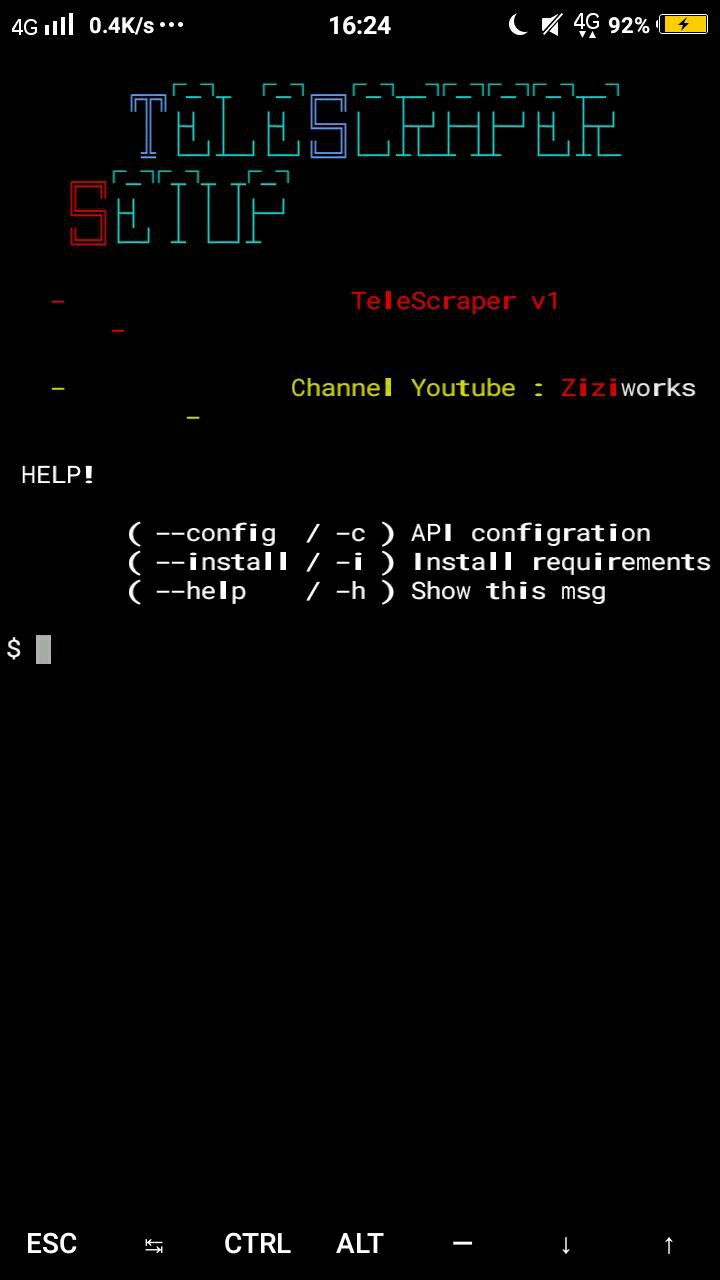 4G 0.4K/s ••• 16:24 4G 92%
TELESCRAPER
SETUP
- TeleScraper v1
-
- Channel Youtube : Ziziworks
-
HELP!
( --config / -c ) API configration
( --install / -i ) Install requirements
( --help / -h ) Show this msg
$
ESC ↹ CTRL ALT — ↓ ↑